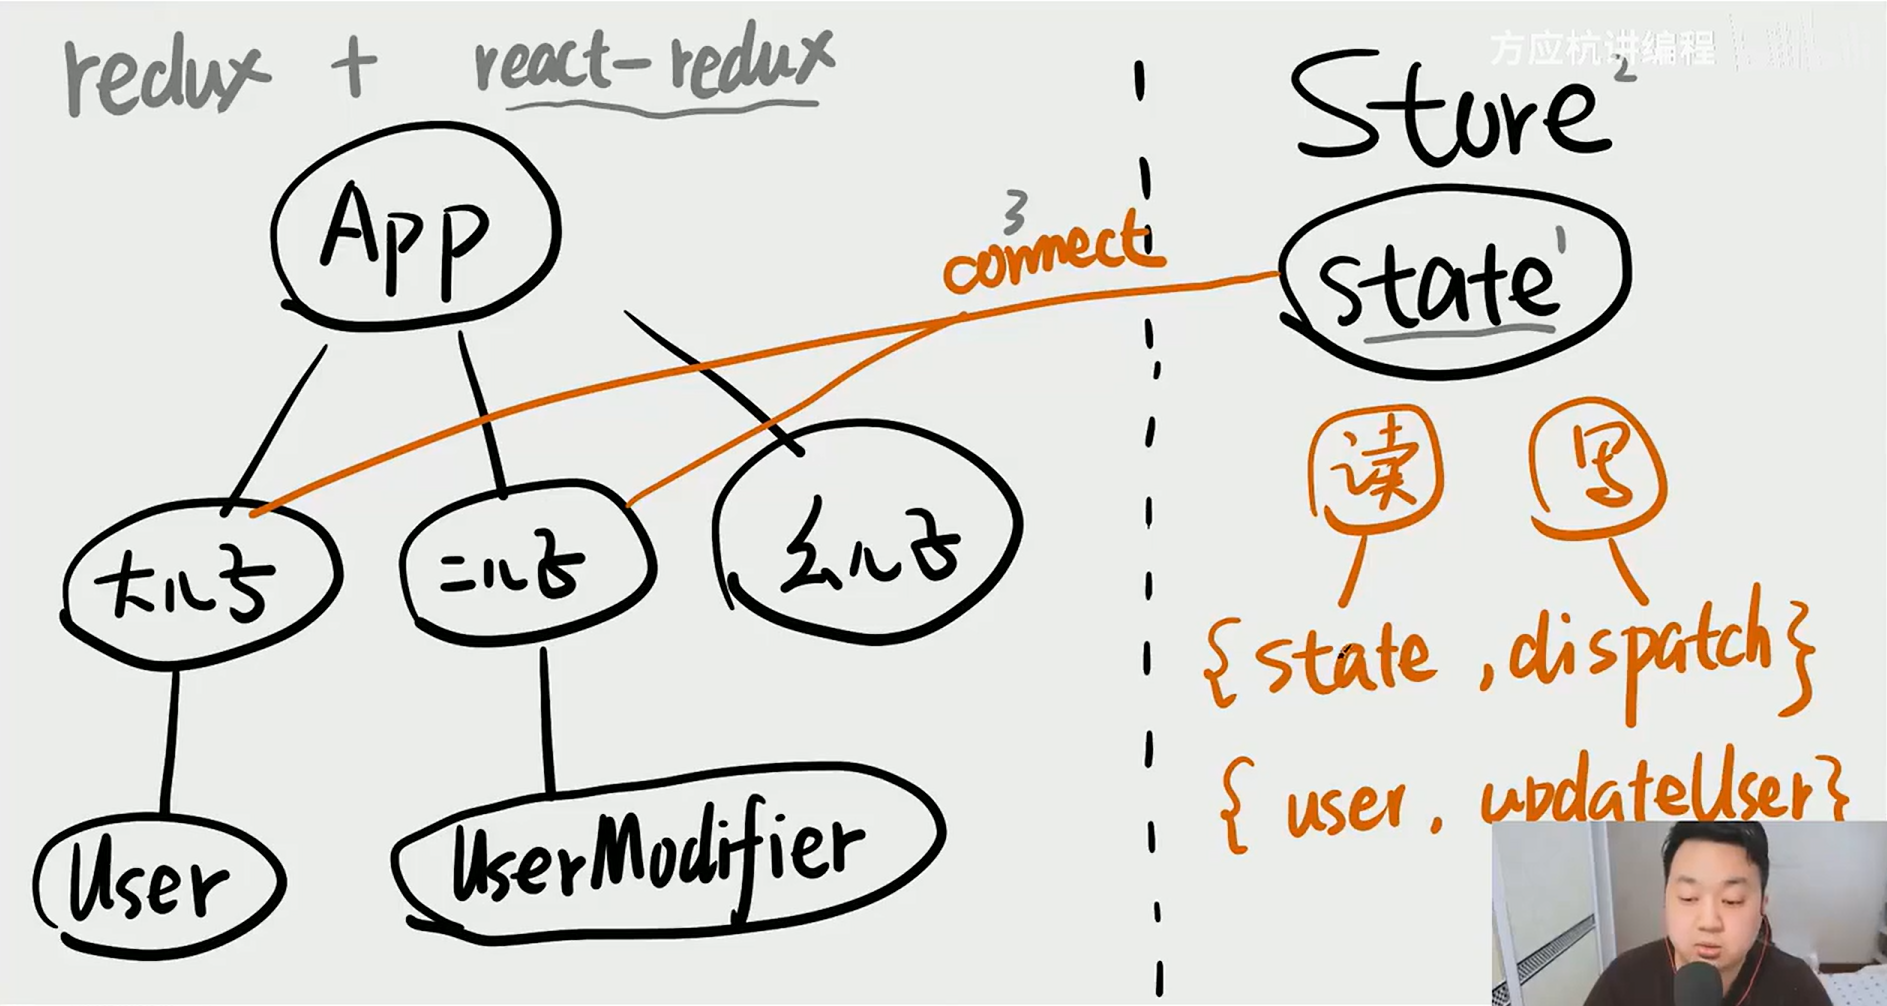 redux + react-redux
方应杭讲编程
Store 2
App
3
connect
state 1
读 写
大儿子 二儿子 幺儿子
{state , dispatch}
{ user , updateUser}
User UserModifier